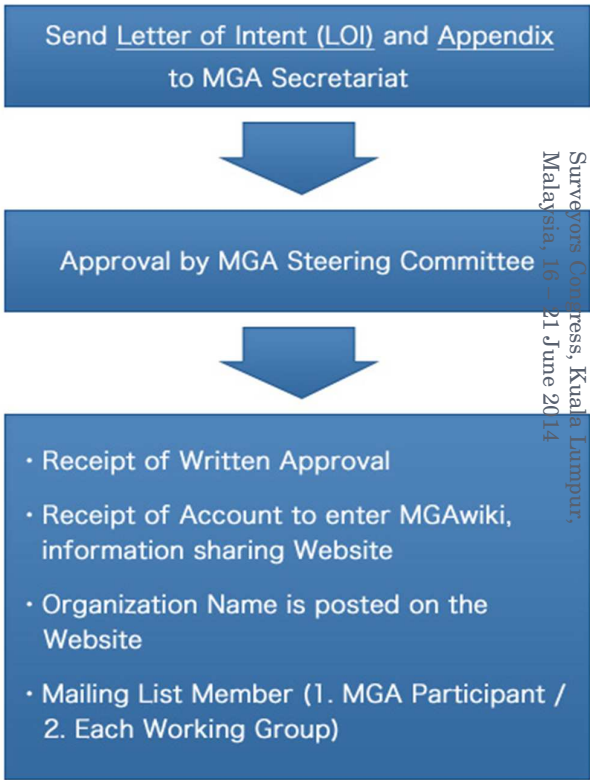 Send Letter of Intent (LOI) and Appendix
to MGA Secretariat
Approval by MGA Steering Committee
・Receipt of Written Approval
・Receipt of Account to enter MGAwiki,
information sharing Website
・Organization Name is posted on the
Website
・Mailing List Member (1. MGA Participant /
2. Each Working Group)
Surveyors Congress, Kuala Lumpur,
Malaysia, 16 – 21 June 2014